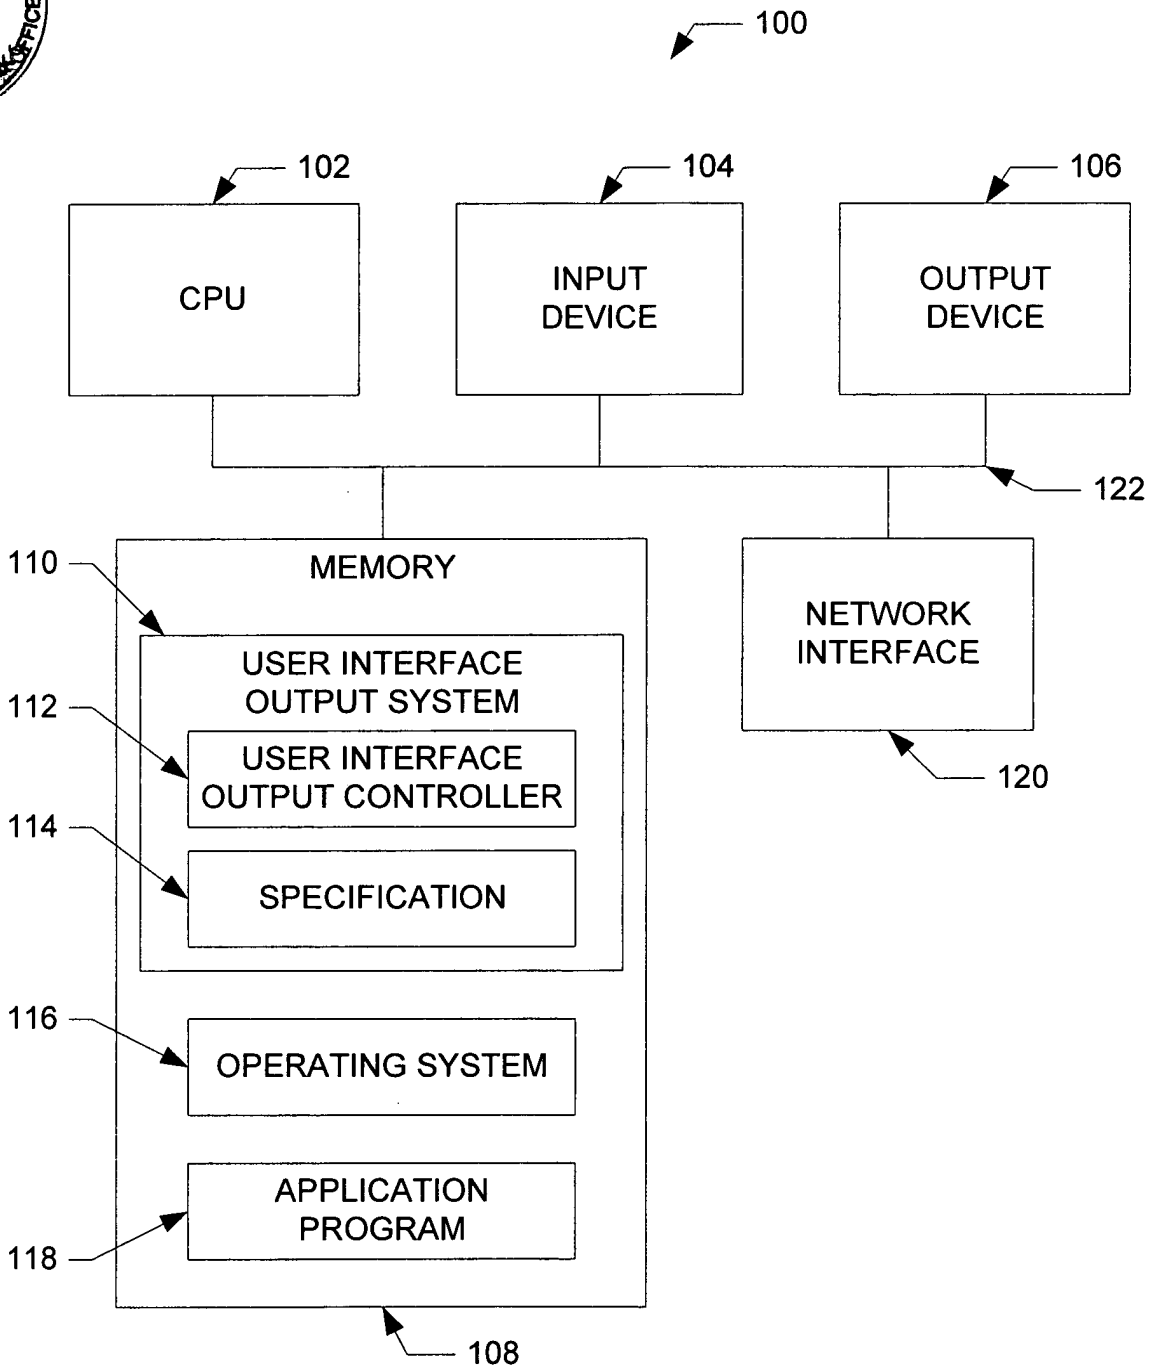 OFFICE
100
102
104
106
CPU
INPUT
DEVICE
OUTPUT
DEVICE
122
110
MEMORY
NETWORK
INTERFACE
USER INTERFACE
OUTPUT SYSTEM
112
USER INTERFACE
OUTPUT CONTROLLER
120
114
SPECIFICATION
116
OPERATING SYSTEM
APPLICATION
PROGRAM
118
108